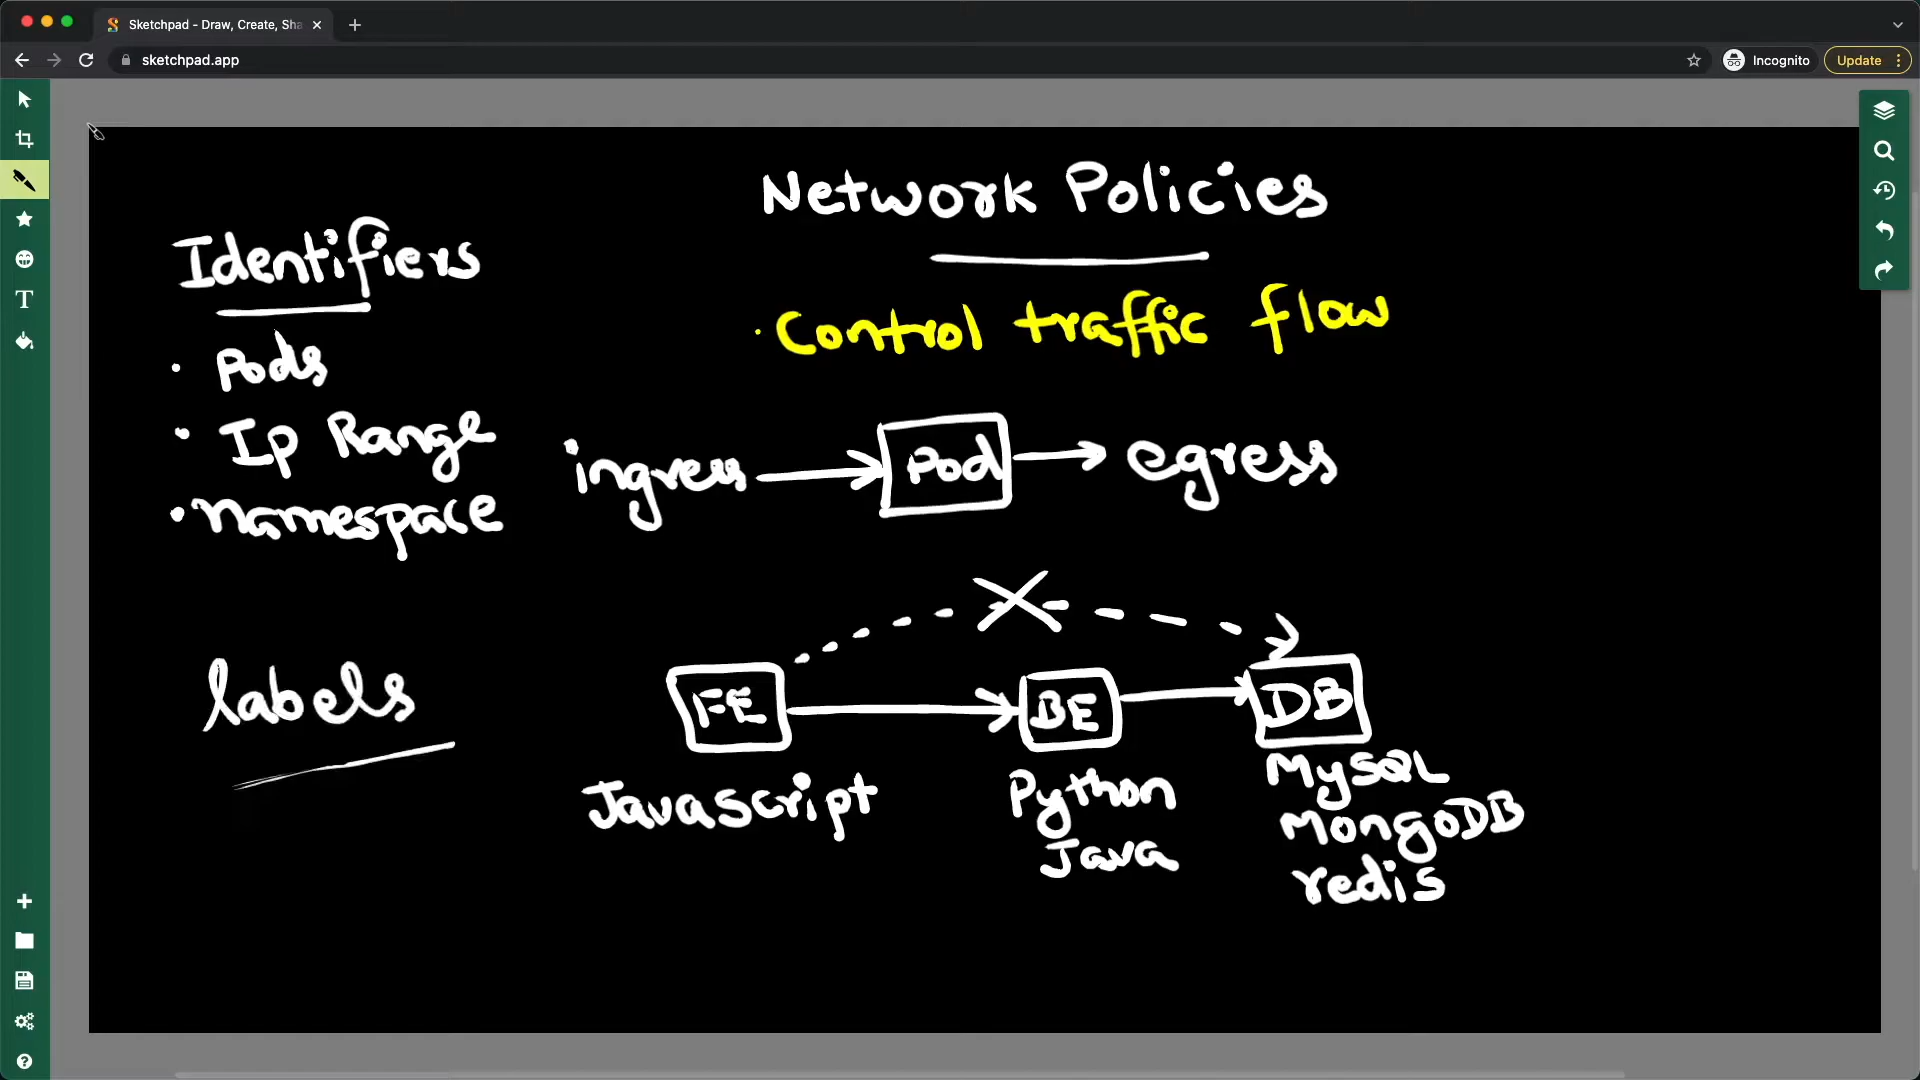 Sketchpad - Draw, Create, Sha
sketchpad.app
Incognito
Update
Network Policies
Identifiers
· Control traffic flow
· Pods
· Ip Range
· Namespace
ingress
Pod
egress
labels
FE
BE
DB
Javascript
Python
Java
MySQL
MongoDB
redis
T